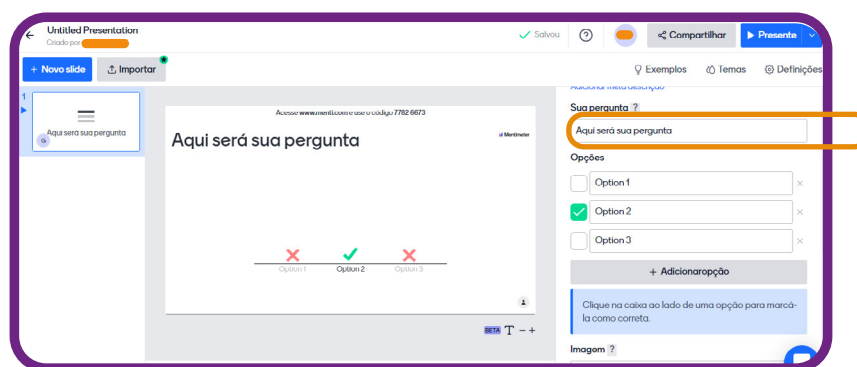 Untitled Presentation
Criado por
Salvou
?
Compartilhar
Presente
+ Novo slide
Importar
Exemplos
Temas
Definições
1
Aqui será sua pergunta
G
Acesse www.menti.com e use o código 7782 6673
Aqui será sua pergunta
Mentimeter
Option 1
Option 2
Option 3
BETA T - +
Adicionar meta descrição
Sua pergunta ?
Aqui será sua pergunta
Opções
Option 1
Option 2
Option 3
+ Adicionaropção
Clique na caixa ao lado de uma opção para marcá-
la como correta.
Imagem ?